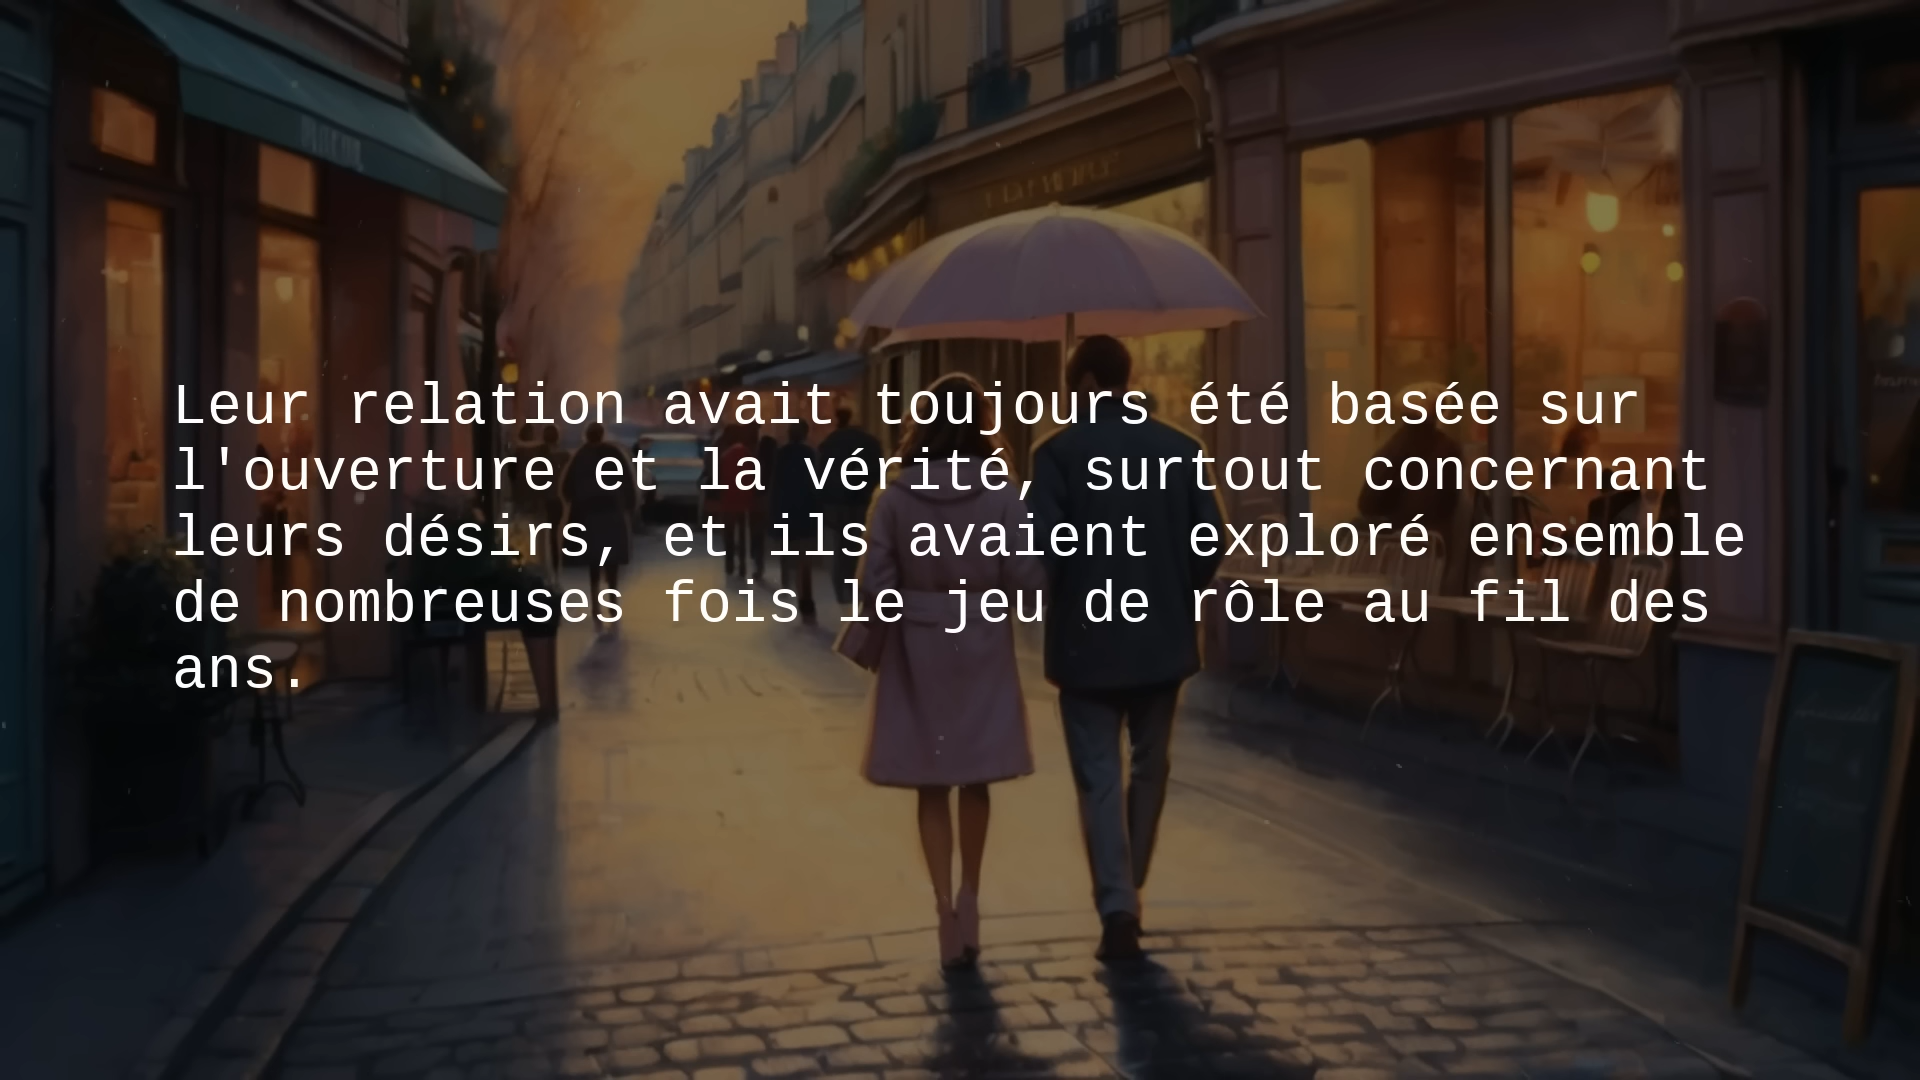 Leur relation avait toujours été basée sur
l'ouverture et la vérité, surtout concernant
leurs désirs, et ils avaient exploré ensemble
de nombreuses fois le jeu de rôle au fil des
ans.